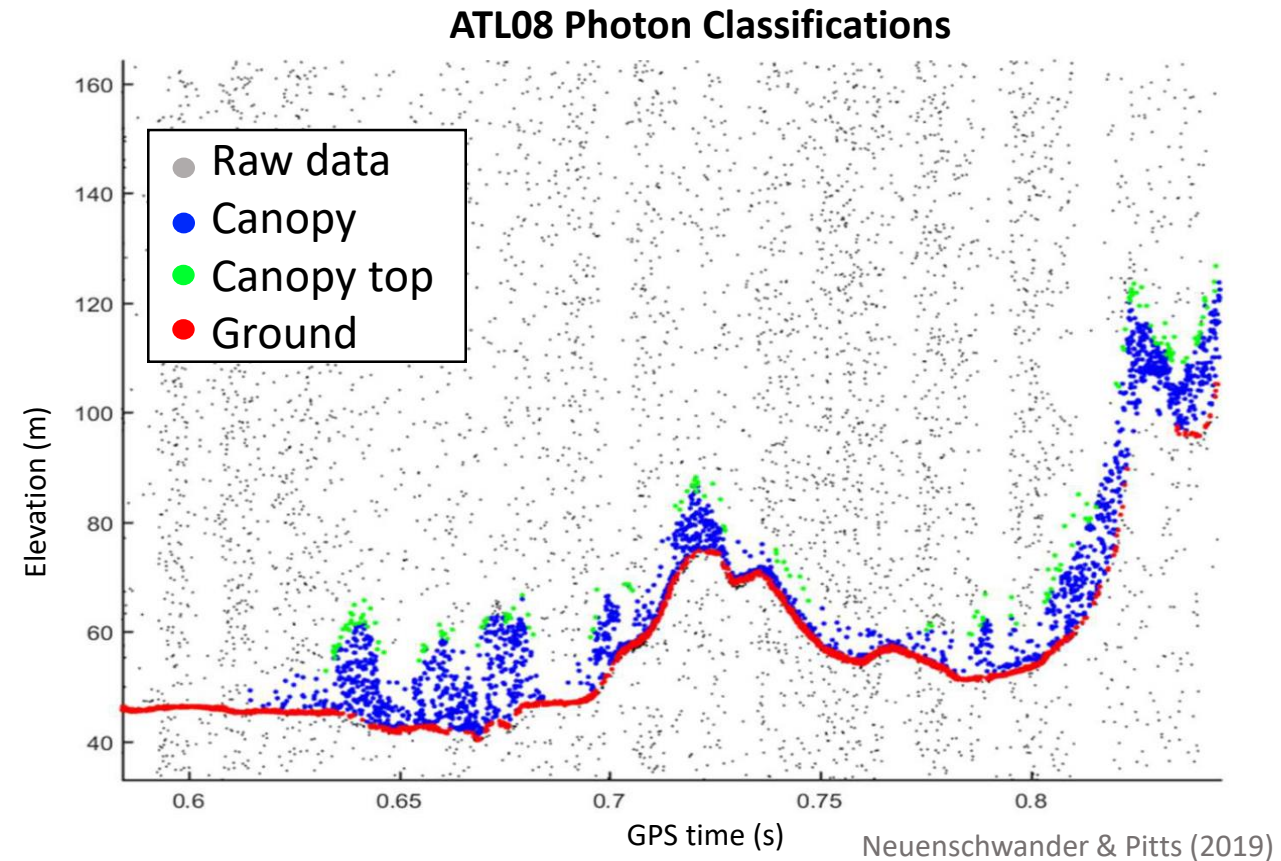 ATL08 Photon Classifications
160
140
120
100
80
60
40
Raw data
Canopy
Canopy top
Ground
Elevation (m)
0.6 0.65 0.7 0.75 0.8
GPS time (s)
Neuenschwander & Pitts (2019)